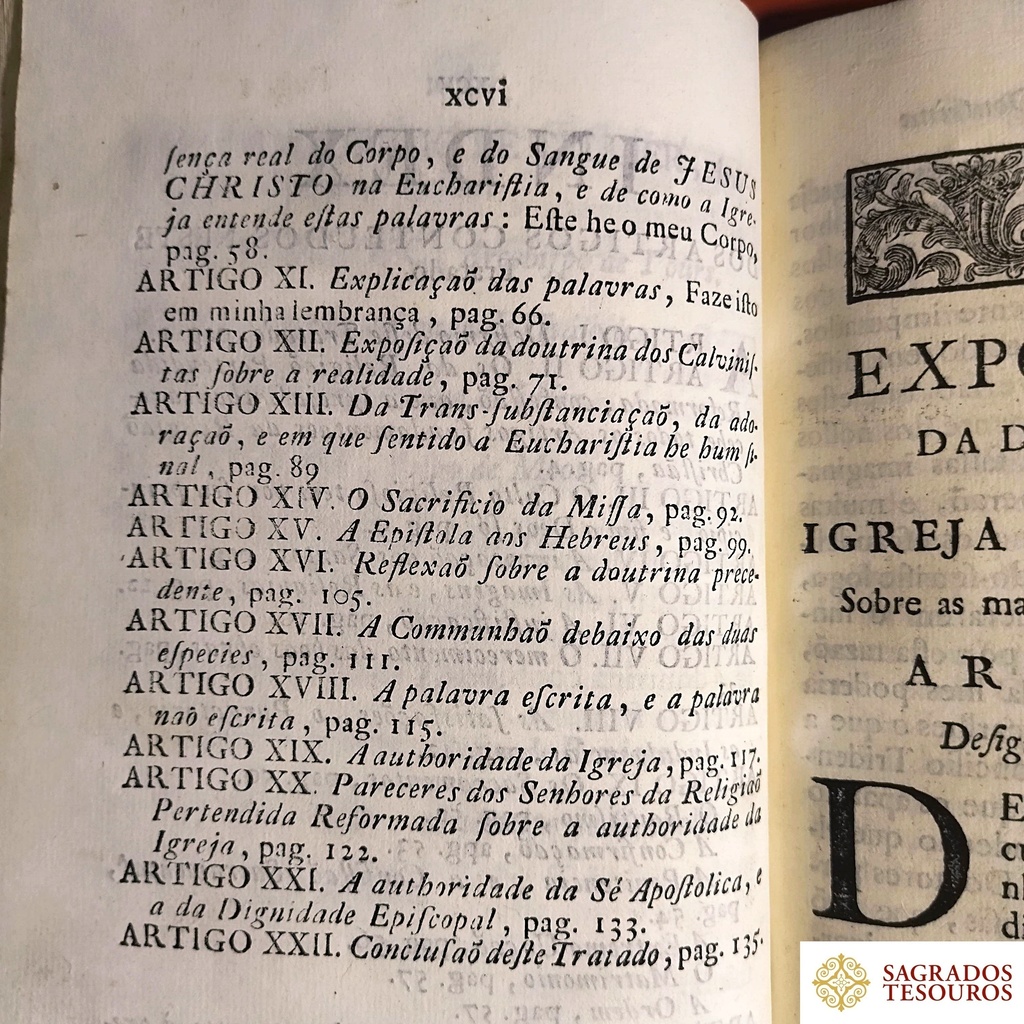 xcvi
ſença real do Corpo, e do Sangue de JESUS
CHRISTO na Euchariſtia, e de como a Igre-
ja entende eſtas palavras: Eſte he o meu Corpo,
pag. 58.
ARTIGO XI. Explicaçaõ das palavras, Faze iſto
em minha lembrança, pag. 66.
ARTIGO XII. Expoſiçaõ da doutrina dos Calviniſ-
tas ſobre a realidade, pag. 71.
ARTIGO XIII. Da Trans-ſubſtanciaçaõ, da ado-
raçaõ, e em que ſentido a Euchariſtia he hum ſi-
nal, pag. 89
ARTIGO XIV. O Sacrificio da Miſſa, pag. 92.
ARTIGO XV. A Epiſtola aos Hebreus, pag. 99.
ARTIGO XVI. Reflexaõ ſobre a doutrina prece-
dente, pag. 105.
ARTIGO XVII. A Communhaõ debaixo das duas
eſpecies, pag. 111.
ARTIGO XVIII. A palavra eſcrita, e a palavra
naõ eſcrita, pag. 115.
ARTIGO XIX. A authoridade da Igreja, pag. 117.
ARTIGO XX. Pareceres dos Senhores da Religiaõ
Pertendida Reformada ſobre a authoridade da
Igreja, pag. 122.
ARTIGO XXI. A authoridade da Sé Apoſtolica, e
a da Dignidade Epiſcopal, pag. 133.
ARTIGO XXII. Concluſaõ deſte Tratado, pag. 135.
EXPO
DA D
IGREJA
Sobre as ma
AR
Deſig
DE
cu
nh
di
SAGRADOS
TESOUROS